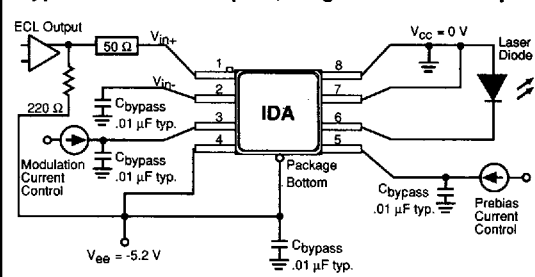 ECL Output
50 Ω
Vin+
VCC = 0 V
Laser
Diode
1
8
Vin-
2
7
220 Ω
Cbypass
.01 μF typ.
IDA
3
6
4
5
Modulation
Current
Control
Cbypass
.01 μF typ.
Package
Bottom
Cbypass
.01 μF typ.
Prebias
Current
Control
Vee = -5.2 V
Cbypass
.01 μF typ.